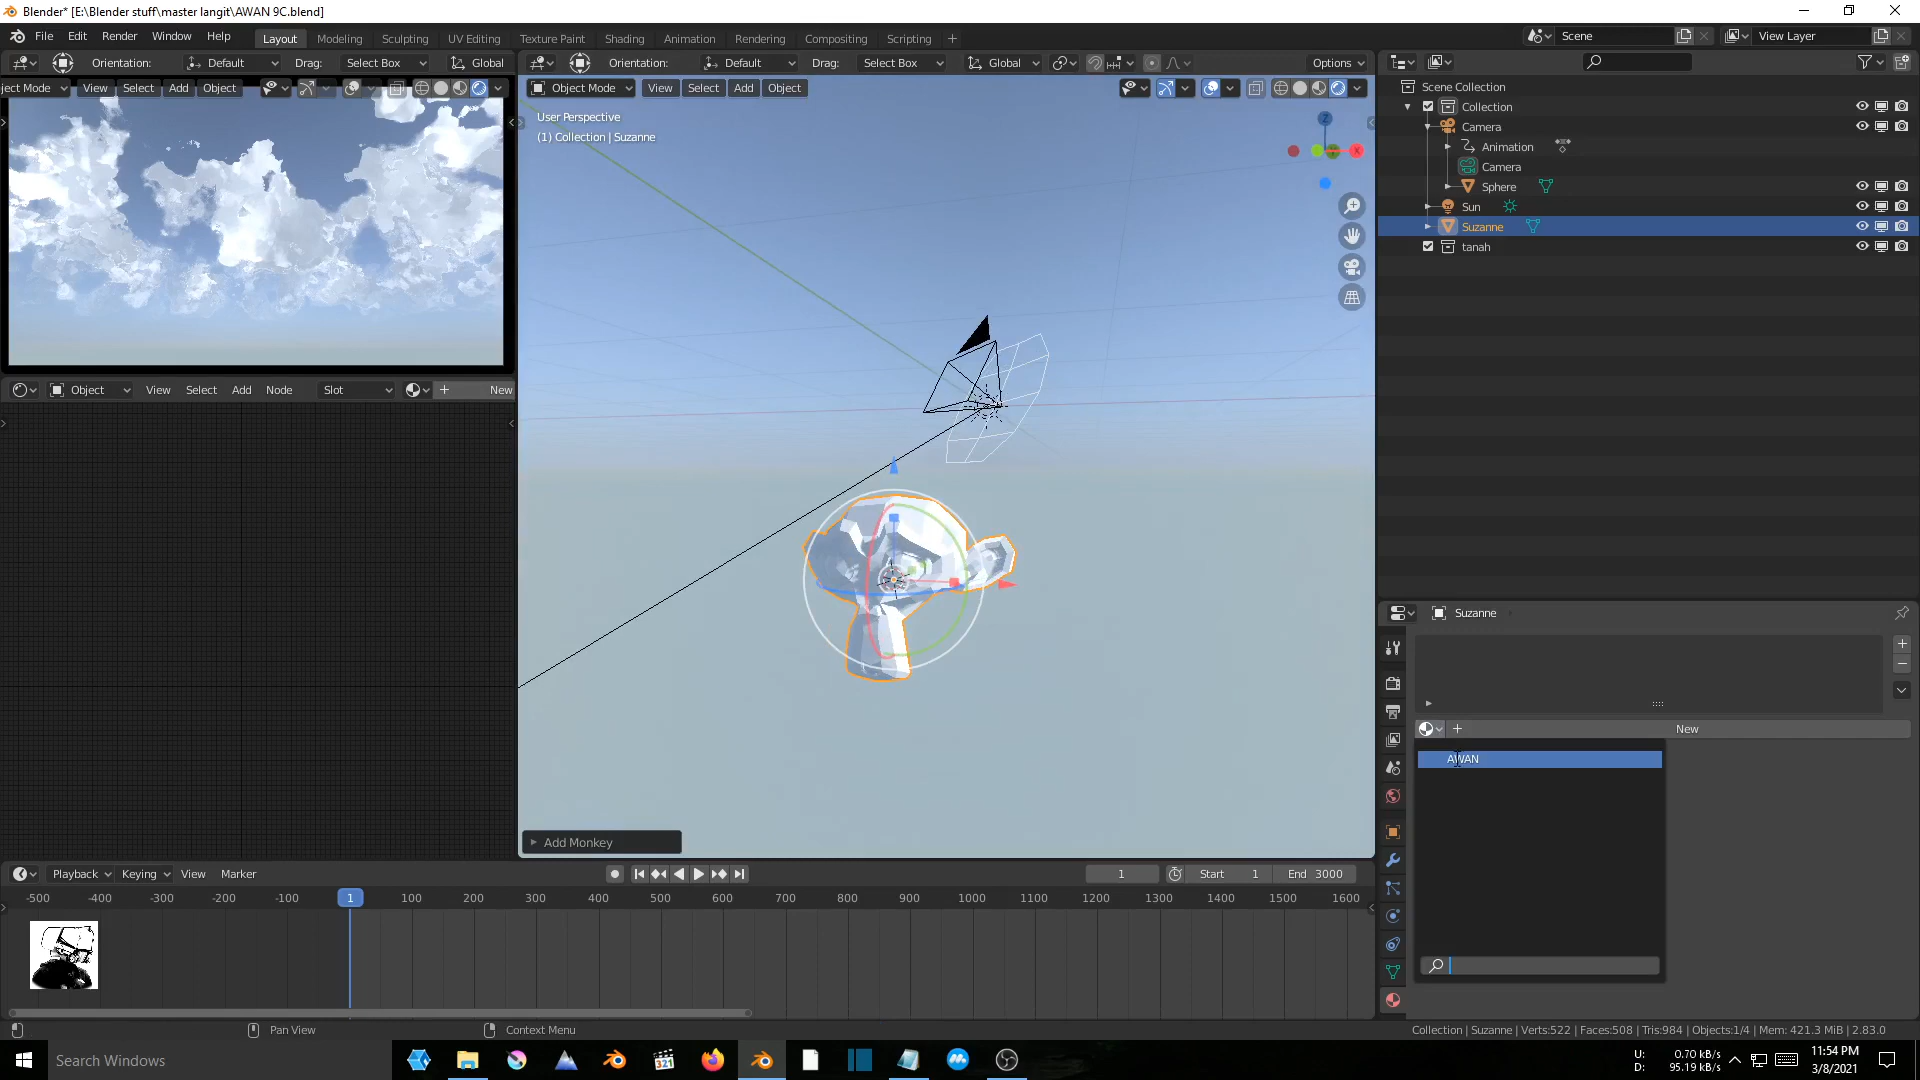 Blender* [E:\Blender stuff\master langit\AWAN 9C.blend]
File Edit Render Window Help
Layout Modeling Sculpting UV Editing Texture Paint Shading Animation Rendering Compositing Scripting
Scene View Layer
Orientation: Default Drag: Select Box Global
Orientation: Default Drag: Select Box Global Options
ject Mode View Select Add Object
Object Mode View Select Add Object
User Perspective
(1) Collection | Suzanne
Z
X
Scene Collection
Collection
Camera
Animation
Camera
Sphere
Sun
Suzanne
tanah
Object View Select Add Node Slot New
Suzanne
New
AWAN
Add Monkey
Playback Keying View Marker
1 Start 1 End 3000
-500 -400 -300 -200 -100 1 100 200 300 400 500 600 700 800 900 1000 1100 1200 1300 1400 1500 1600
Pan View Context Menu
Collection | Suzanne | Verts:522 | Faces:508 | Tris:984 | Objects:1/4 | Mem: 421.3 MiB | 2.83.0
Search Windows
321
U: 0.70 kB/s
D: 95.19 kB/s
11:54 PM
3/8/2021